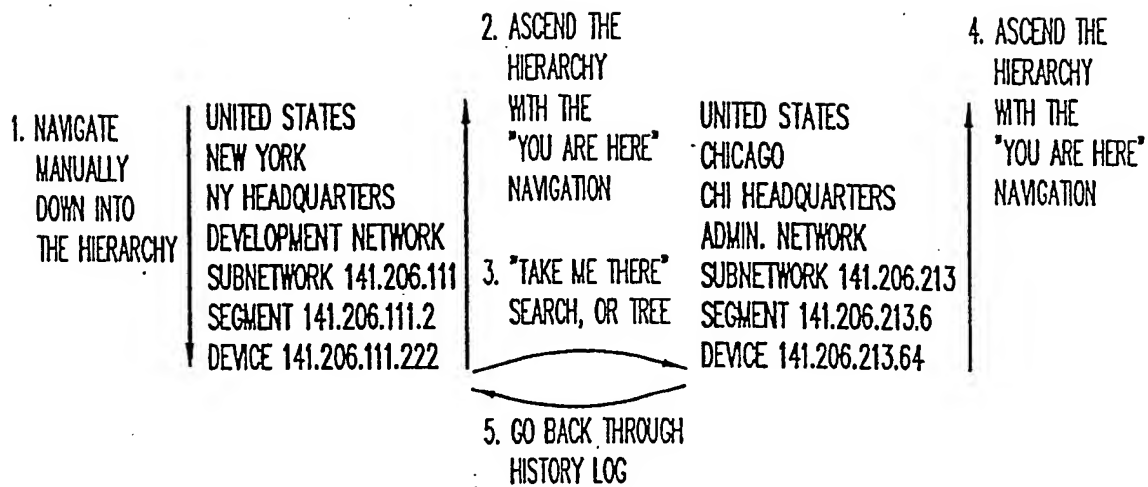 1. NAVIGATE
MANUALLY
DOWN INTO
THE HIERARCHY
UNITED STATES
NEW YORK
NY HEADQUARTERS
DEVELOPMENT NETWORK
SUBNETWORK 141.206.111
SEGMENT 141.206.111.2
DEVICE 141.206.111.222
2. ASCEND THE
HIERARCHY
WITH THE
"YOU ARE HERE"
NAVIGATION
3. "TAKE ME THERE"
SEARCH, OR TREE
UNITED STATES
CHICAGO
CHI HEADQUARTERS
ADMIN. NETWORK
SUBNETWORK 141.206.213
SEGMENT 141.206.213.6
DEVICE 141.206.213.64
4. ASCEND THE
HIERARCHY
WITH THE
"YOU ARE HERE"
NAVIGATION
5. GO BACK THROUGH
HISTORY LOG